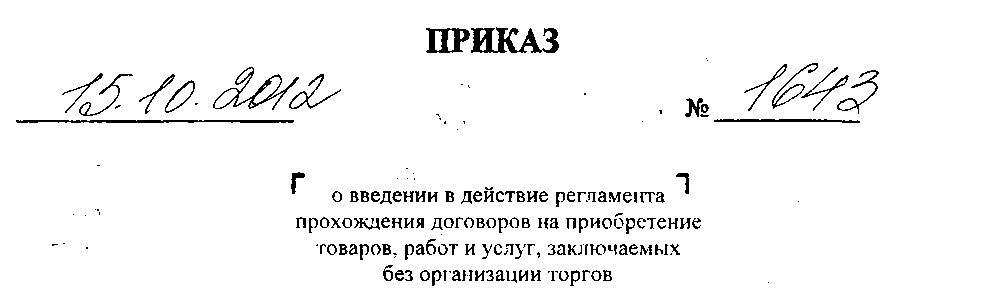 ПРИКАЗ
15.10.2012 № 1643
о введении в действие регламента
прохождения договоров на приобретение
товаров, работ и услуг, заключаемых
без организации торгов